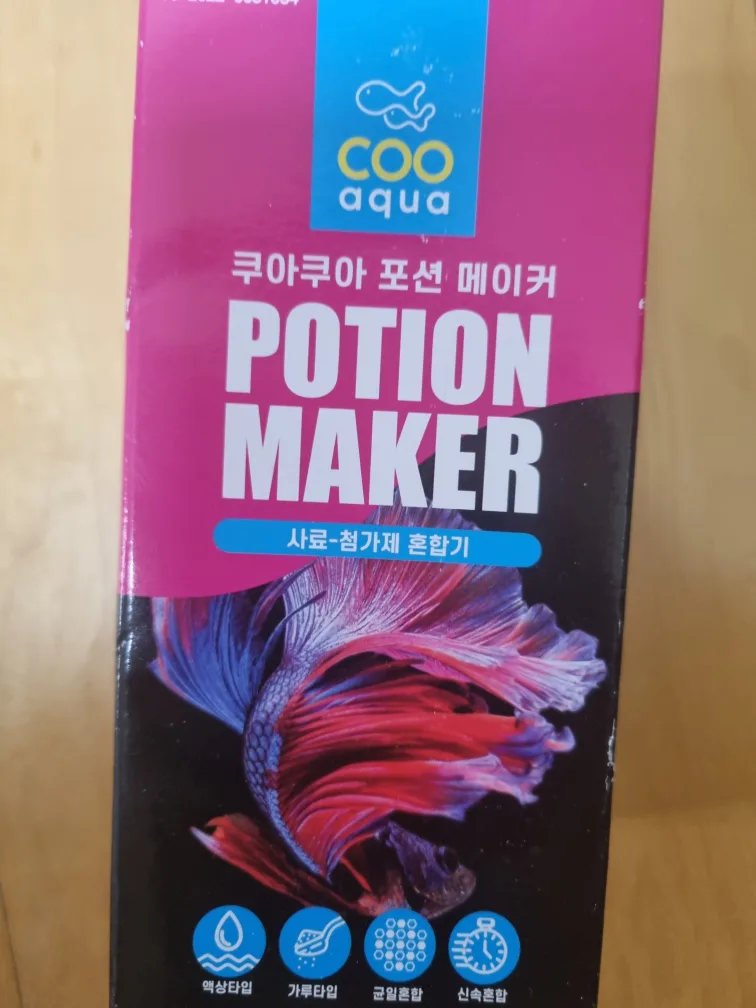 COO
aqua
쿠아쿠아 포션 메이커
POTION
MAKER
사료-첨가제 혼합기
액상타입 가루타입 균일혼합 신속혼합